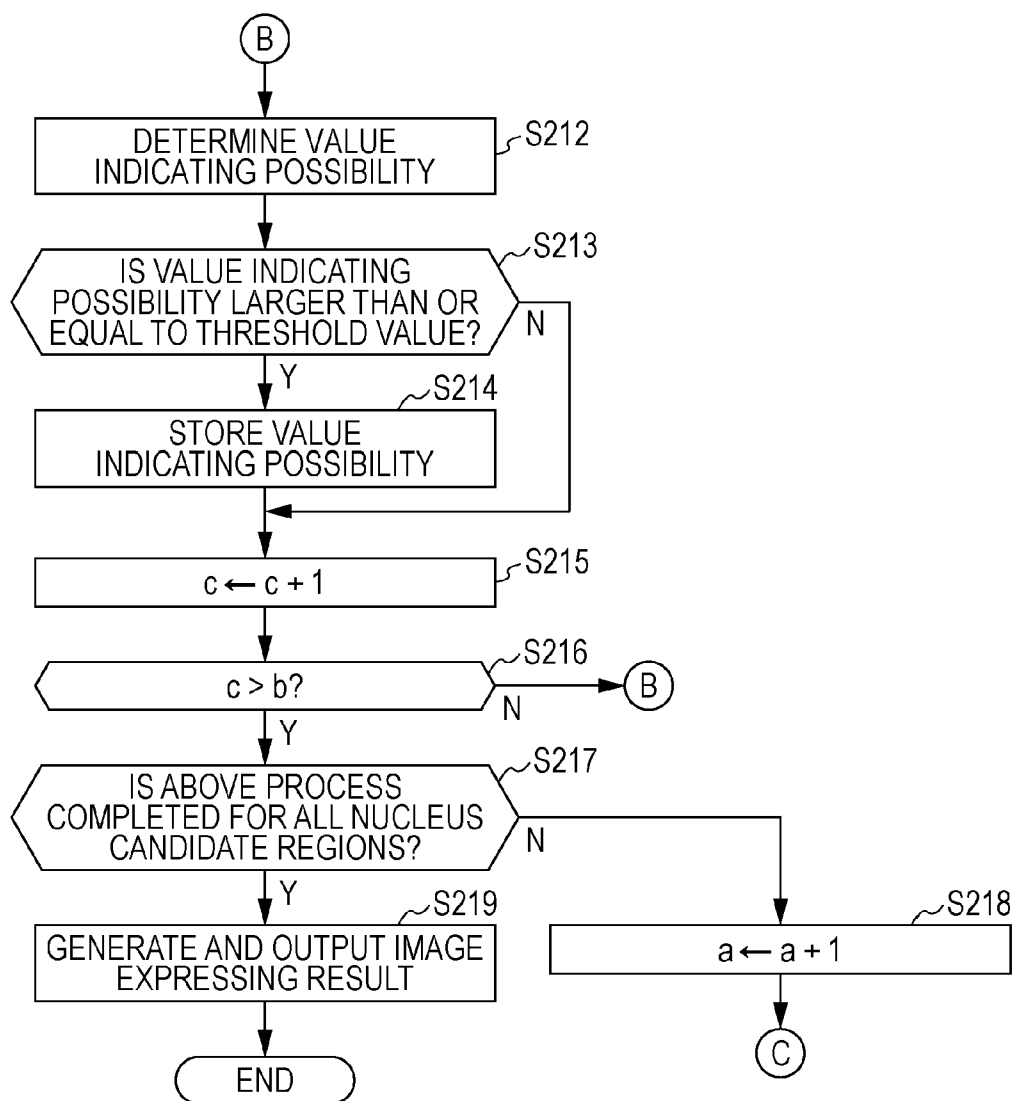 B
DETERMINE VALUE
INDICATING POSSIBILITY
S212
IS VALUE INDICATING
POSSIBILITY LARGER THAN OR
EQUAL TO THRESHOLD VALUE?
S213
N
Y
S214
STORE VALUE
INDICATING POSSIBILITY
c ← c + 1
S215
c > b?
S216
N
B
Y
IS ABOVE PROCESS
COMPLETED FOR ALL NUCLEUS
CANDIDATE REGIONS?
S217
N
Y
S219
GENERATE AND OUTPUT IMAGE
EXPRESSING RESULT
S218
a ← a + 1
END
C